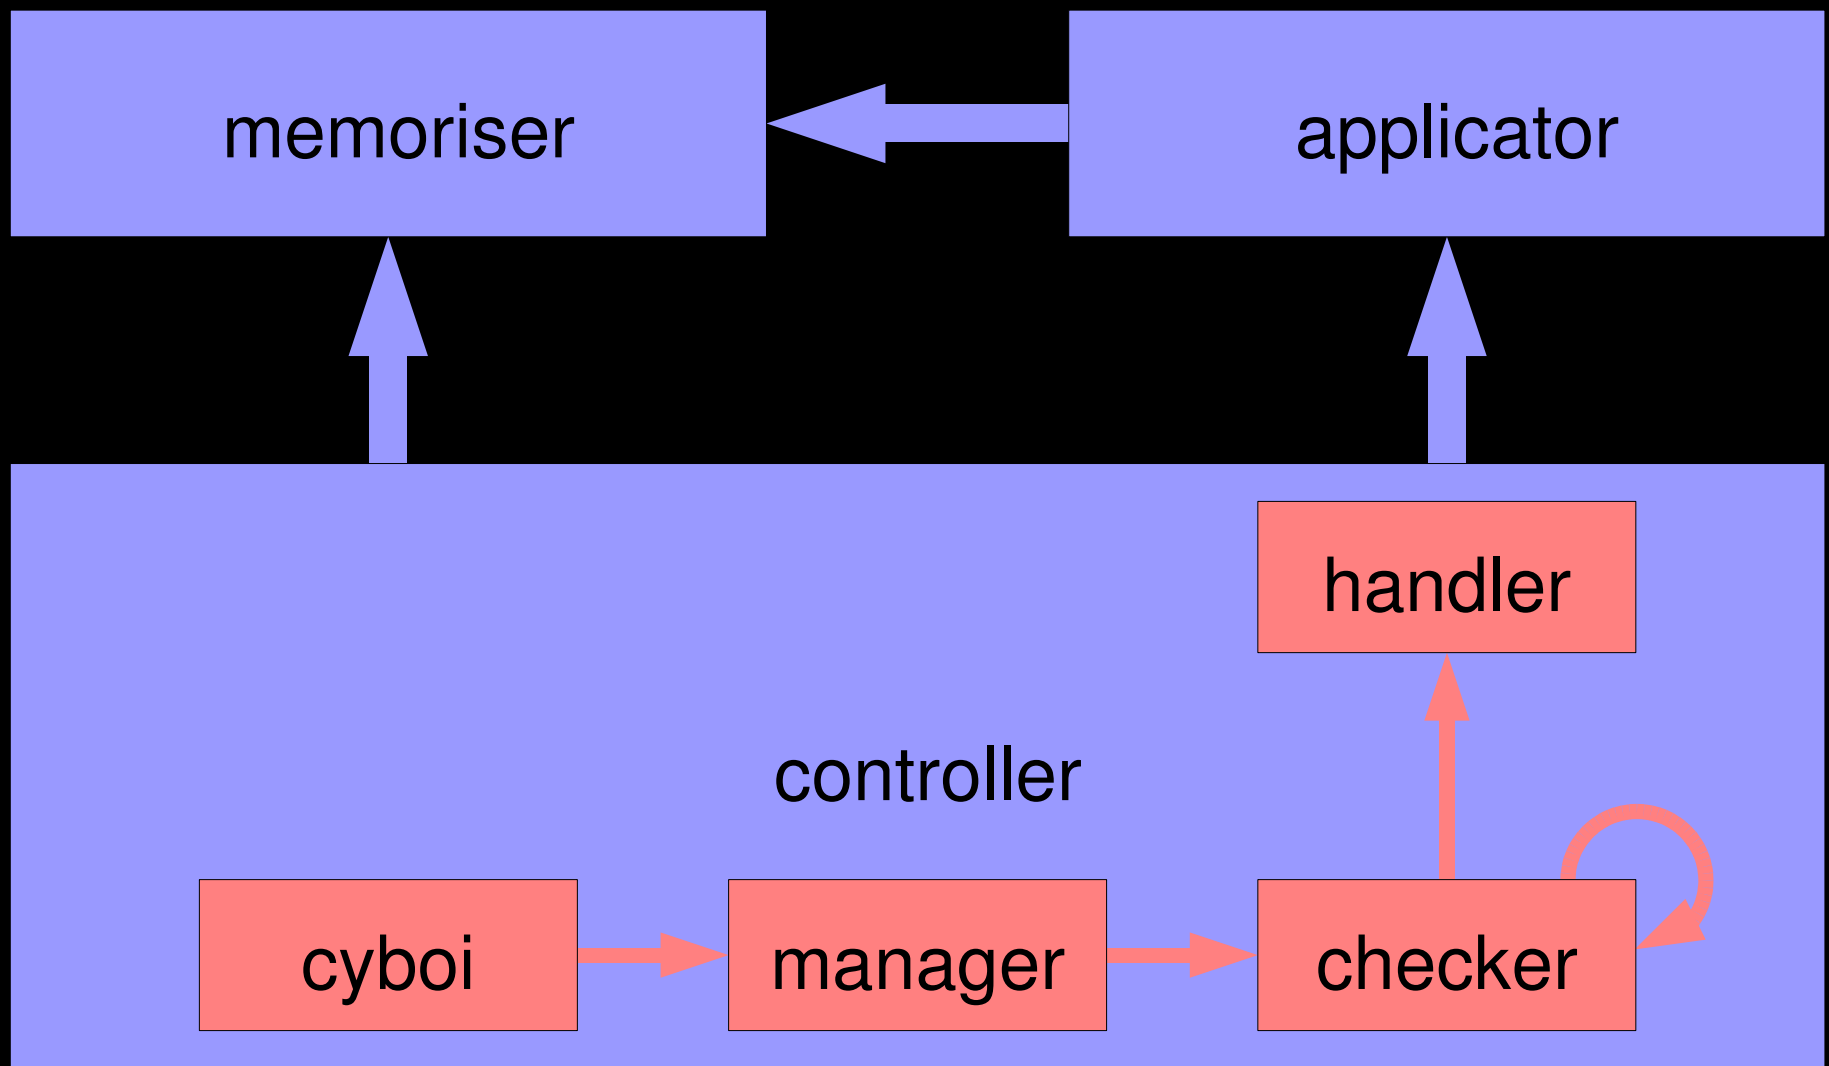 memoriser
applicator
handler
controller
cyboi
manager
checker